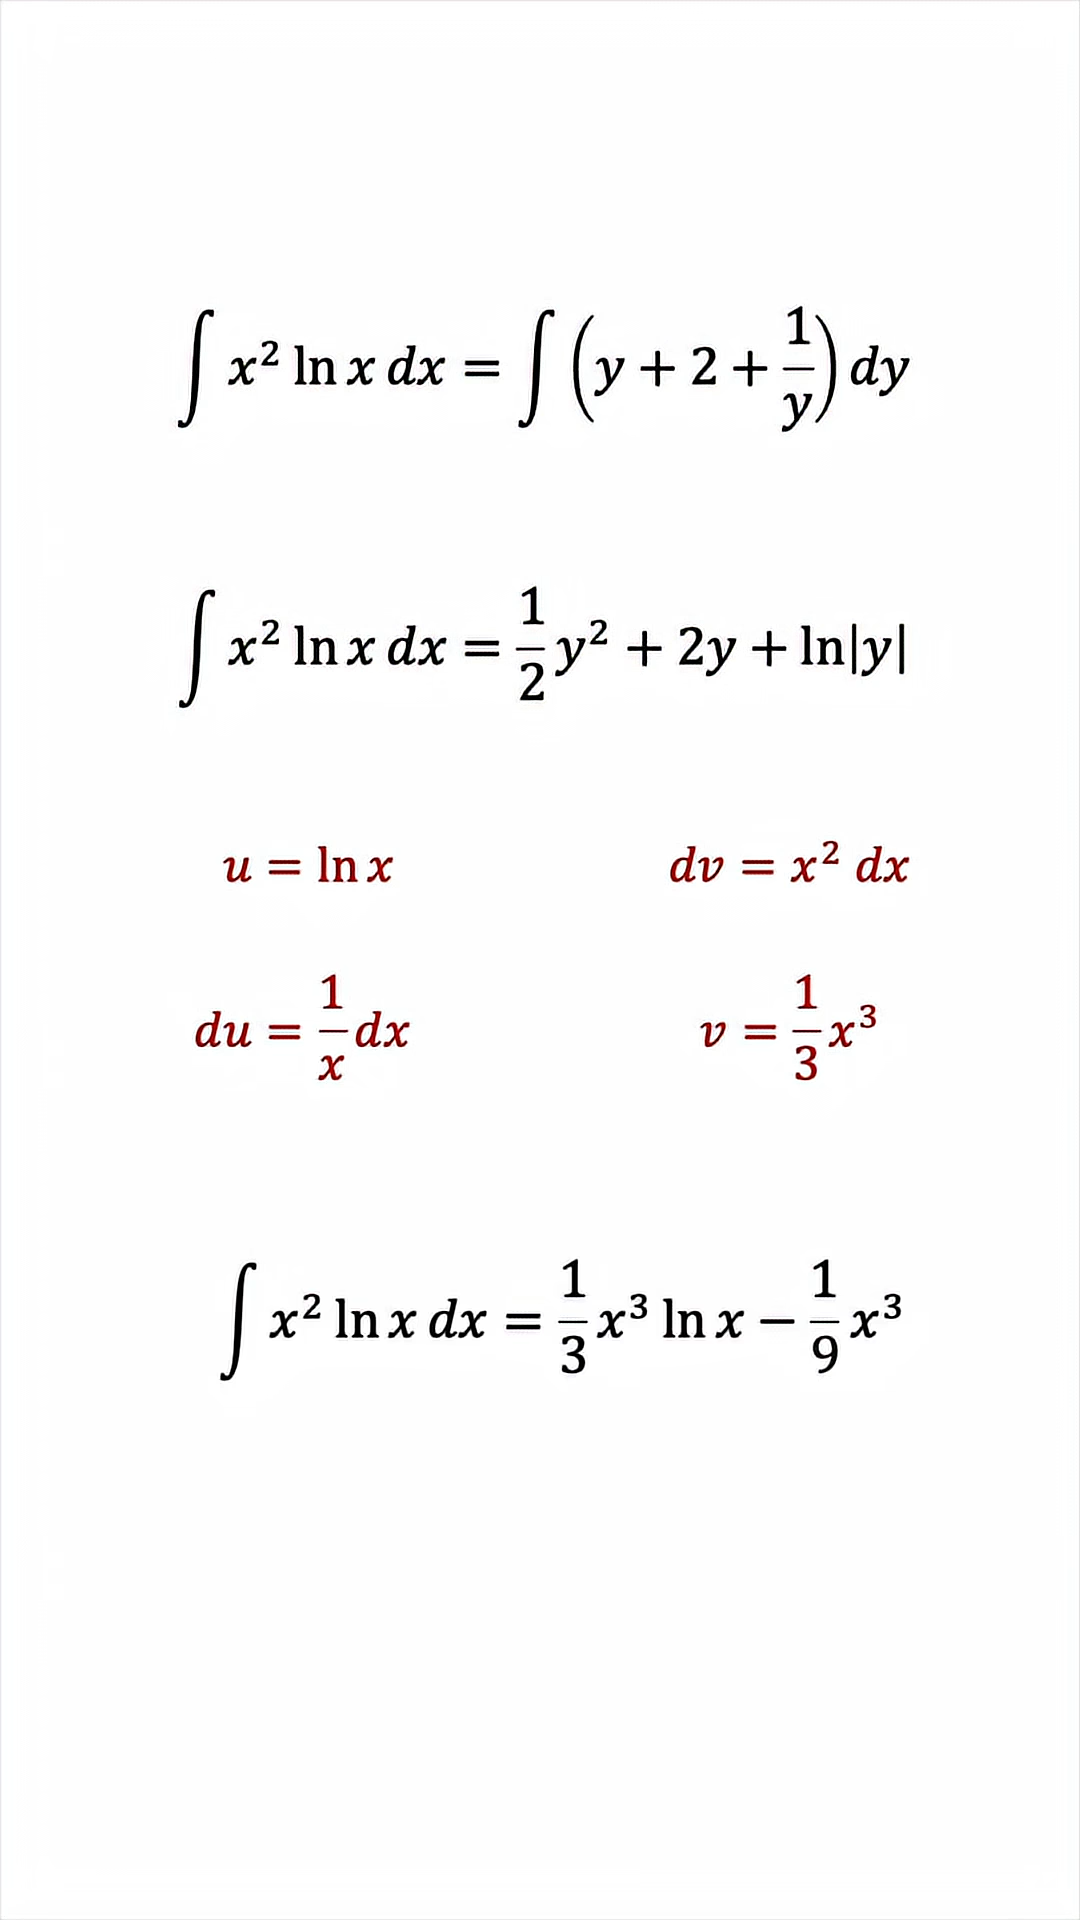 ∫ x² ln x dx = ∫ (y + 2 + 1/y) dy
∫ x² ln x dx = 1/2 y² + 2y + ln|y|
u = ln x dv = x² dx
du = 1/x dx v = 1/3 x³
∫ x² ln x dx = 1/3 x³ ln x − 1/9 x³